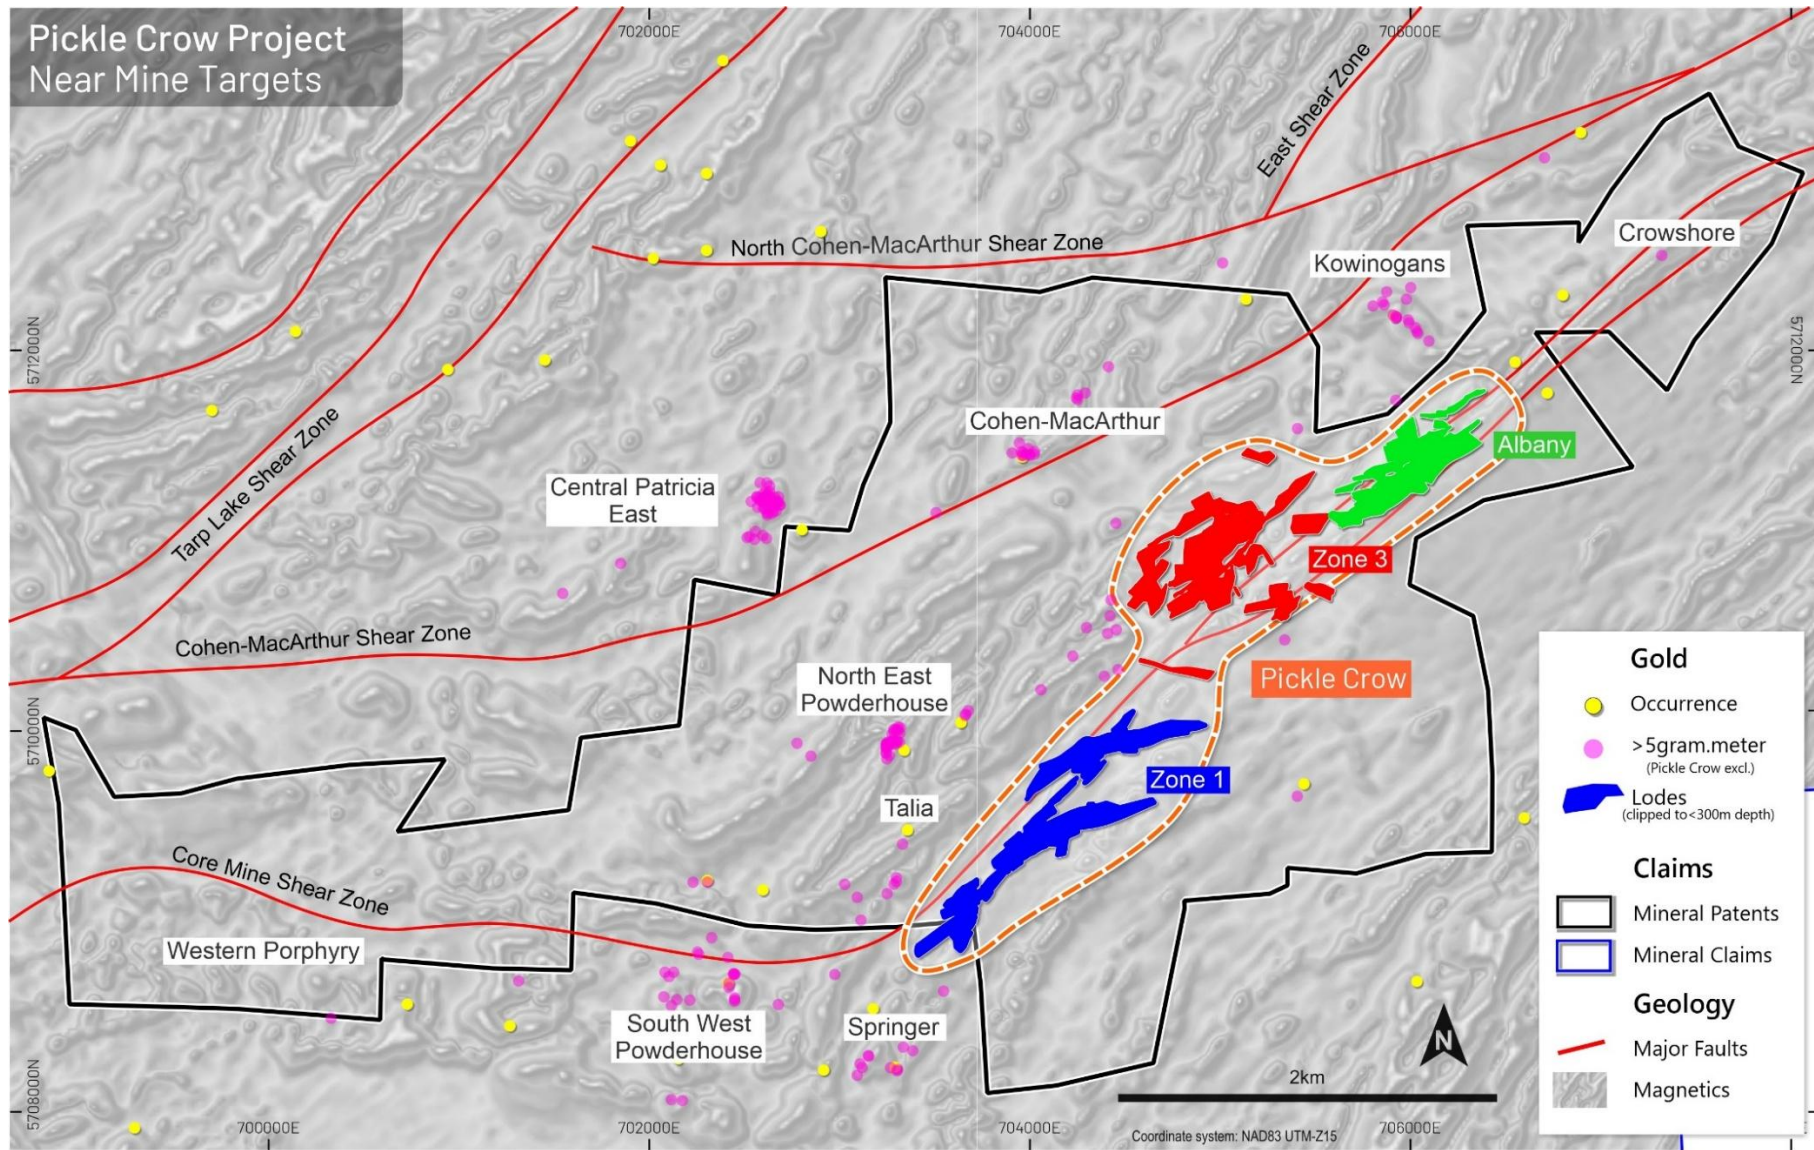 Pickle Crow Project
Near Mine Targets
702000E
704000E
706000E
East Shear Zone
North Cohen-MacArthur Shear Zone
Crowshore
Kowinogans
5712000N
5712000N
Cohen-MacArthur
Albany
Central Patricia
East
Tarp Lake Shear Zone
Zone 3
Cohen-MacArthur Shear Zone
North East
Powderhouse
Pickle Crow
5710000N
Zone 1
Talia
Core Mine Shear Zone
Western Porphyry
South West
Powderhouse
Springer
5708000N
700000E
702000E
704000E
706000E
N
2km
Coordinate system: NAD83 UTM-Z15
Gold
Occurrence
>5gram.meter
(Pickle Crow excl.)
Lodes
(clipped to<300m depth)
Claims
Mineral Patents
Mineral Claims
Geology
Major Faults
Magnetics